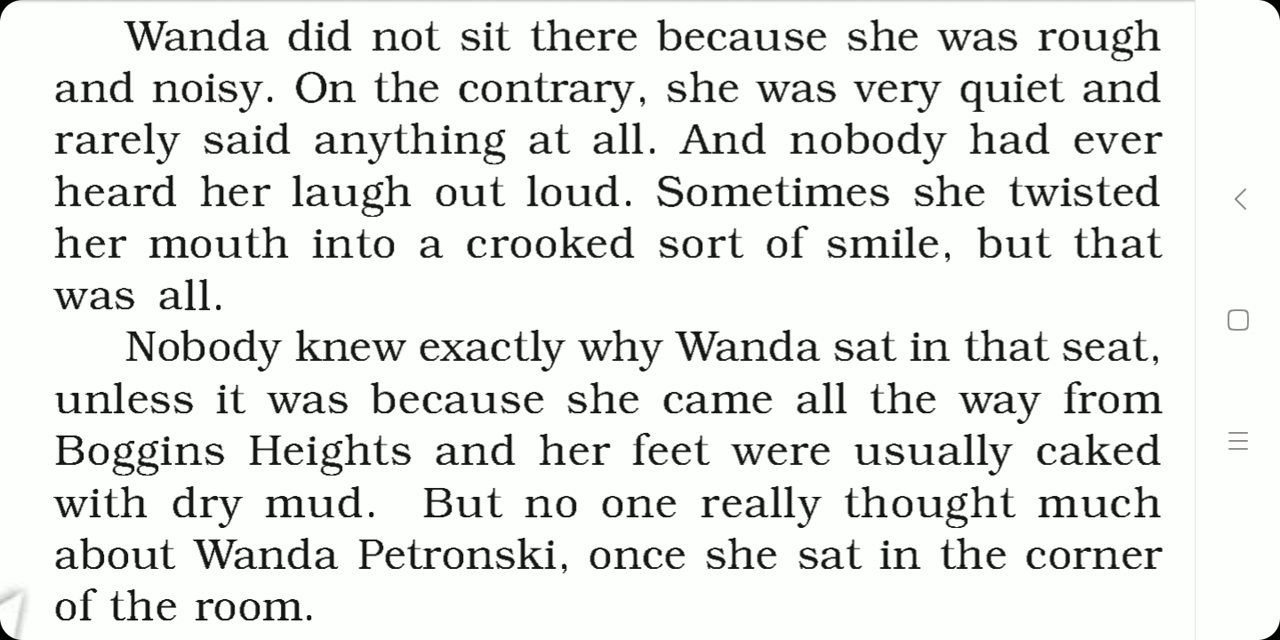 Wanda did not sit there because she was rough
and noisy. On the contrary, she was very quiet and
rarely said anything at all. And nobody had ever
heard her laugh out loud. Sometimes she twisted
her mouth into a crooked sort of smile, but that
was all.
Nobody knew exactly why Wanda sat in that seat,
unless it was because she came all the way from
Boggins Heights and her feet were usually caked
with dry mud. But no one really thought much
about Wanda Petronski, once she sat in the corner
of the room.